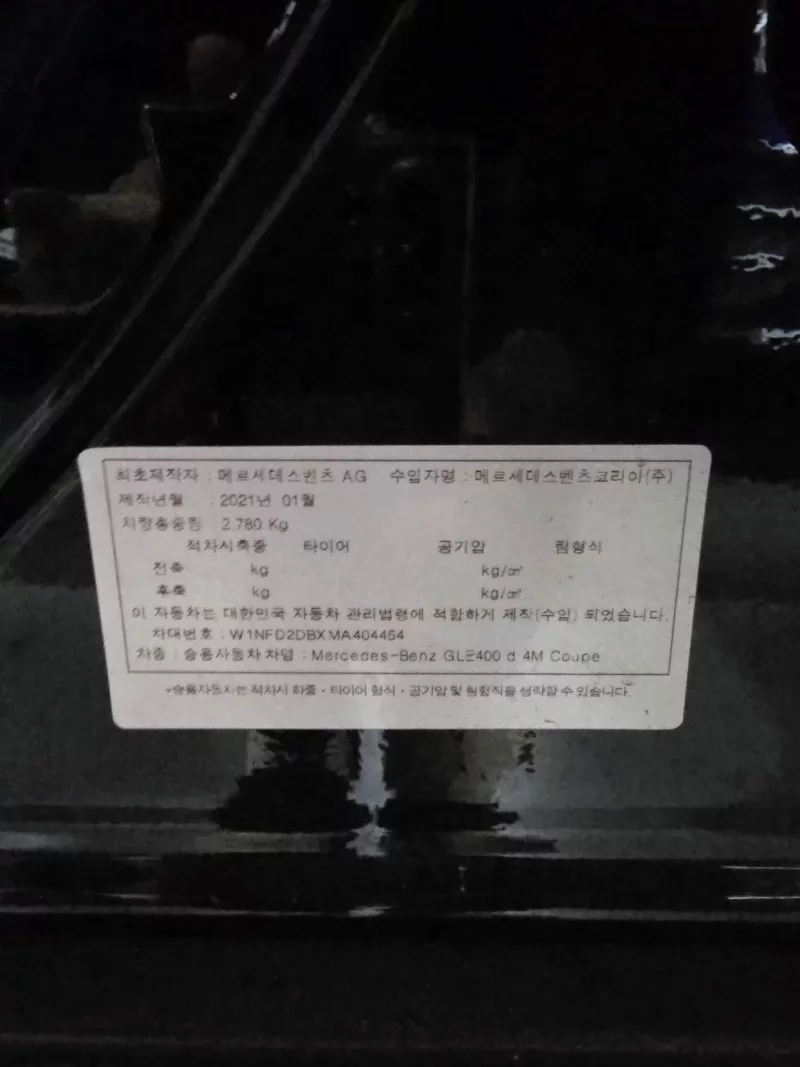 최초제작자 : 메르세데스벤츠 AG 수입자명 : 메르세데스벤츠코리아(주)
제작년월 : 2021년 01월
차량총중량 : 2,780 Kg
적차시축중 타이어 공기압 림형식
전축 kg kg/㎠
후축 kg kg/㎠
이 자동차는 대한민국 자동차 관리법령에 적합하게 제작(수입) 되었습니다.
차대번호 : W1NFD2DBXMA404454
차종 : 승용자동차 차명 : Mercedes-Benz GLE400 d 4M Coupe
*승용자동차는 적차시 하중·타이어 형식·공기압 및 림형식을 생략할 수 있습니다.